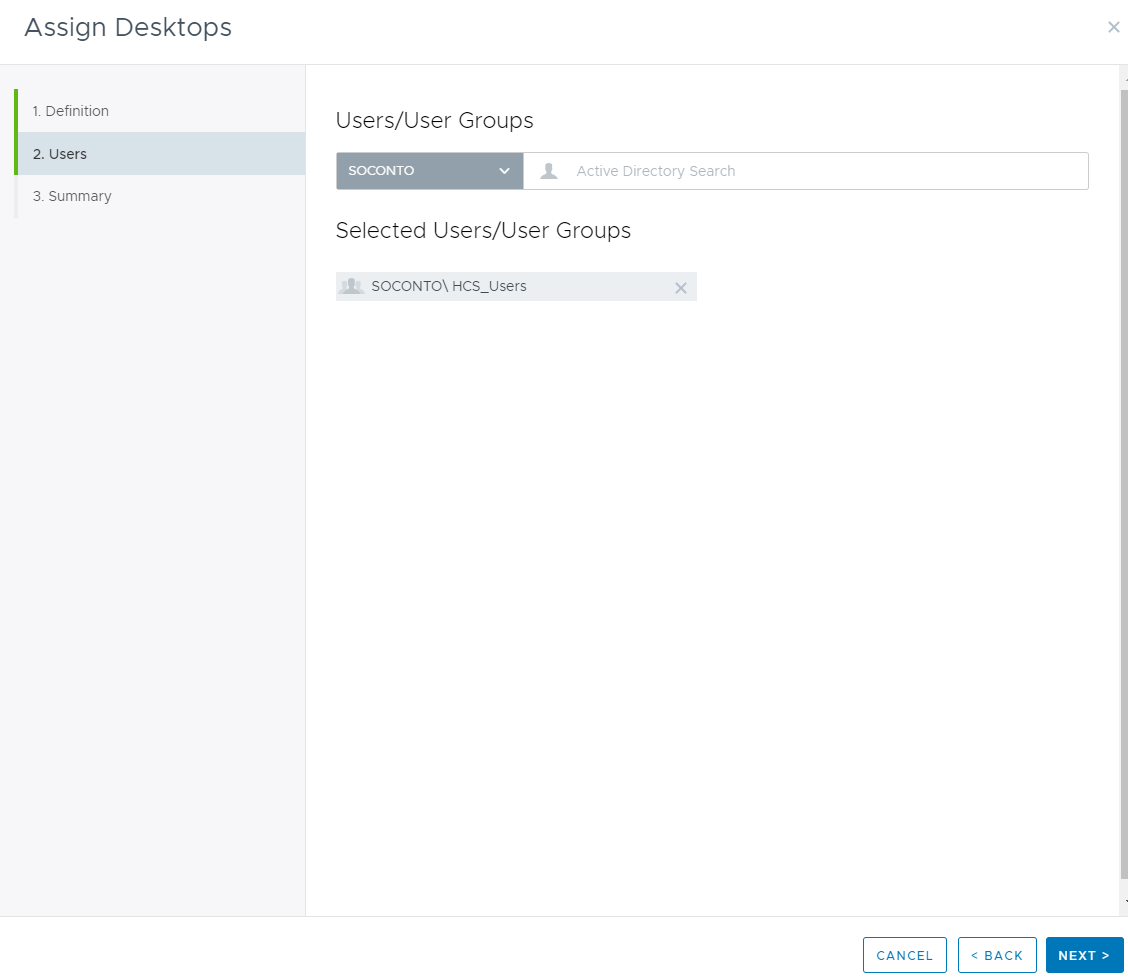 Assign Desktops
1. Definition
2. Users
3. Summary
Users/User Groups
SOCONTO
Active Directory Search
Selected Users/User Groups
SOCONTO\ HCS_Users
CANCEL
< BACK
NEXT >